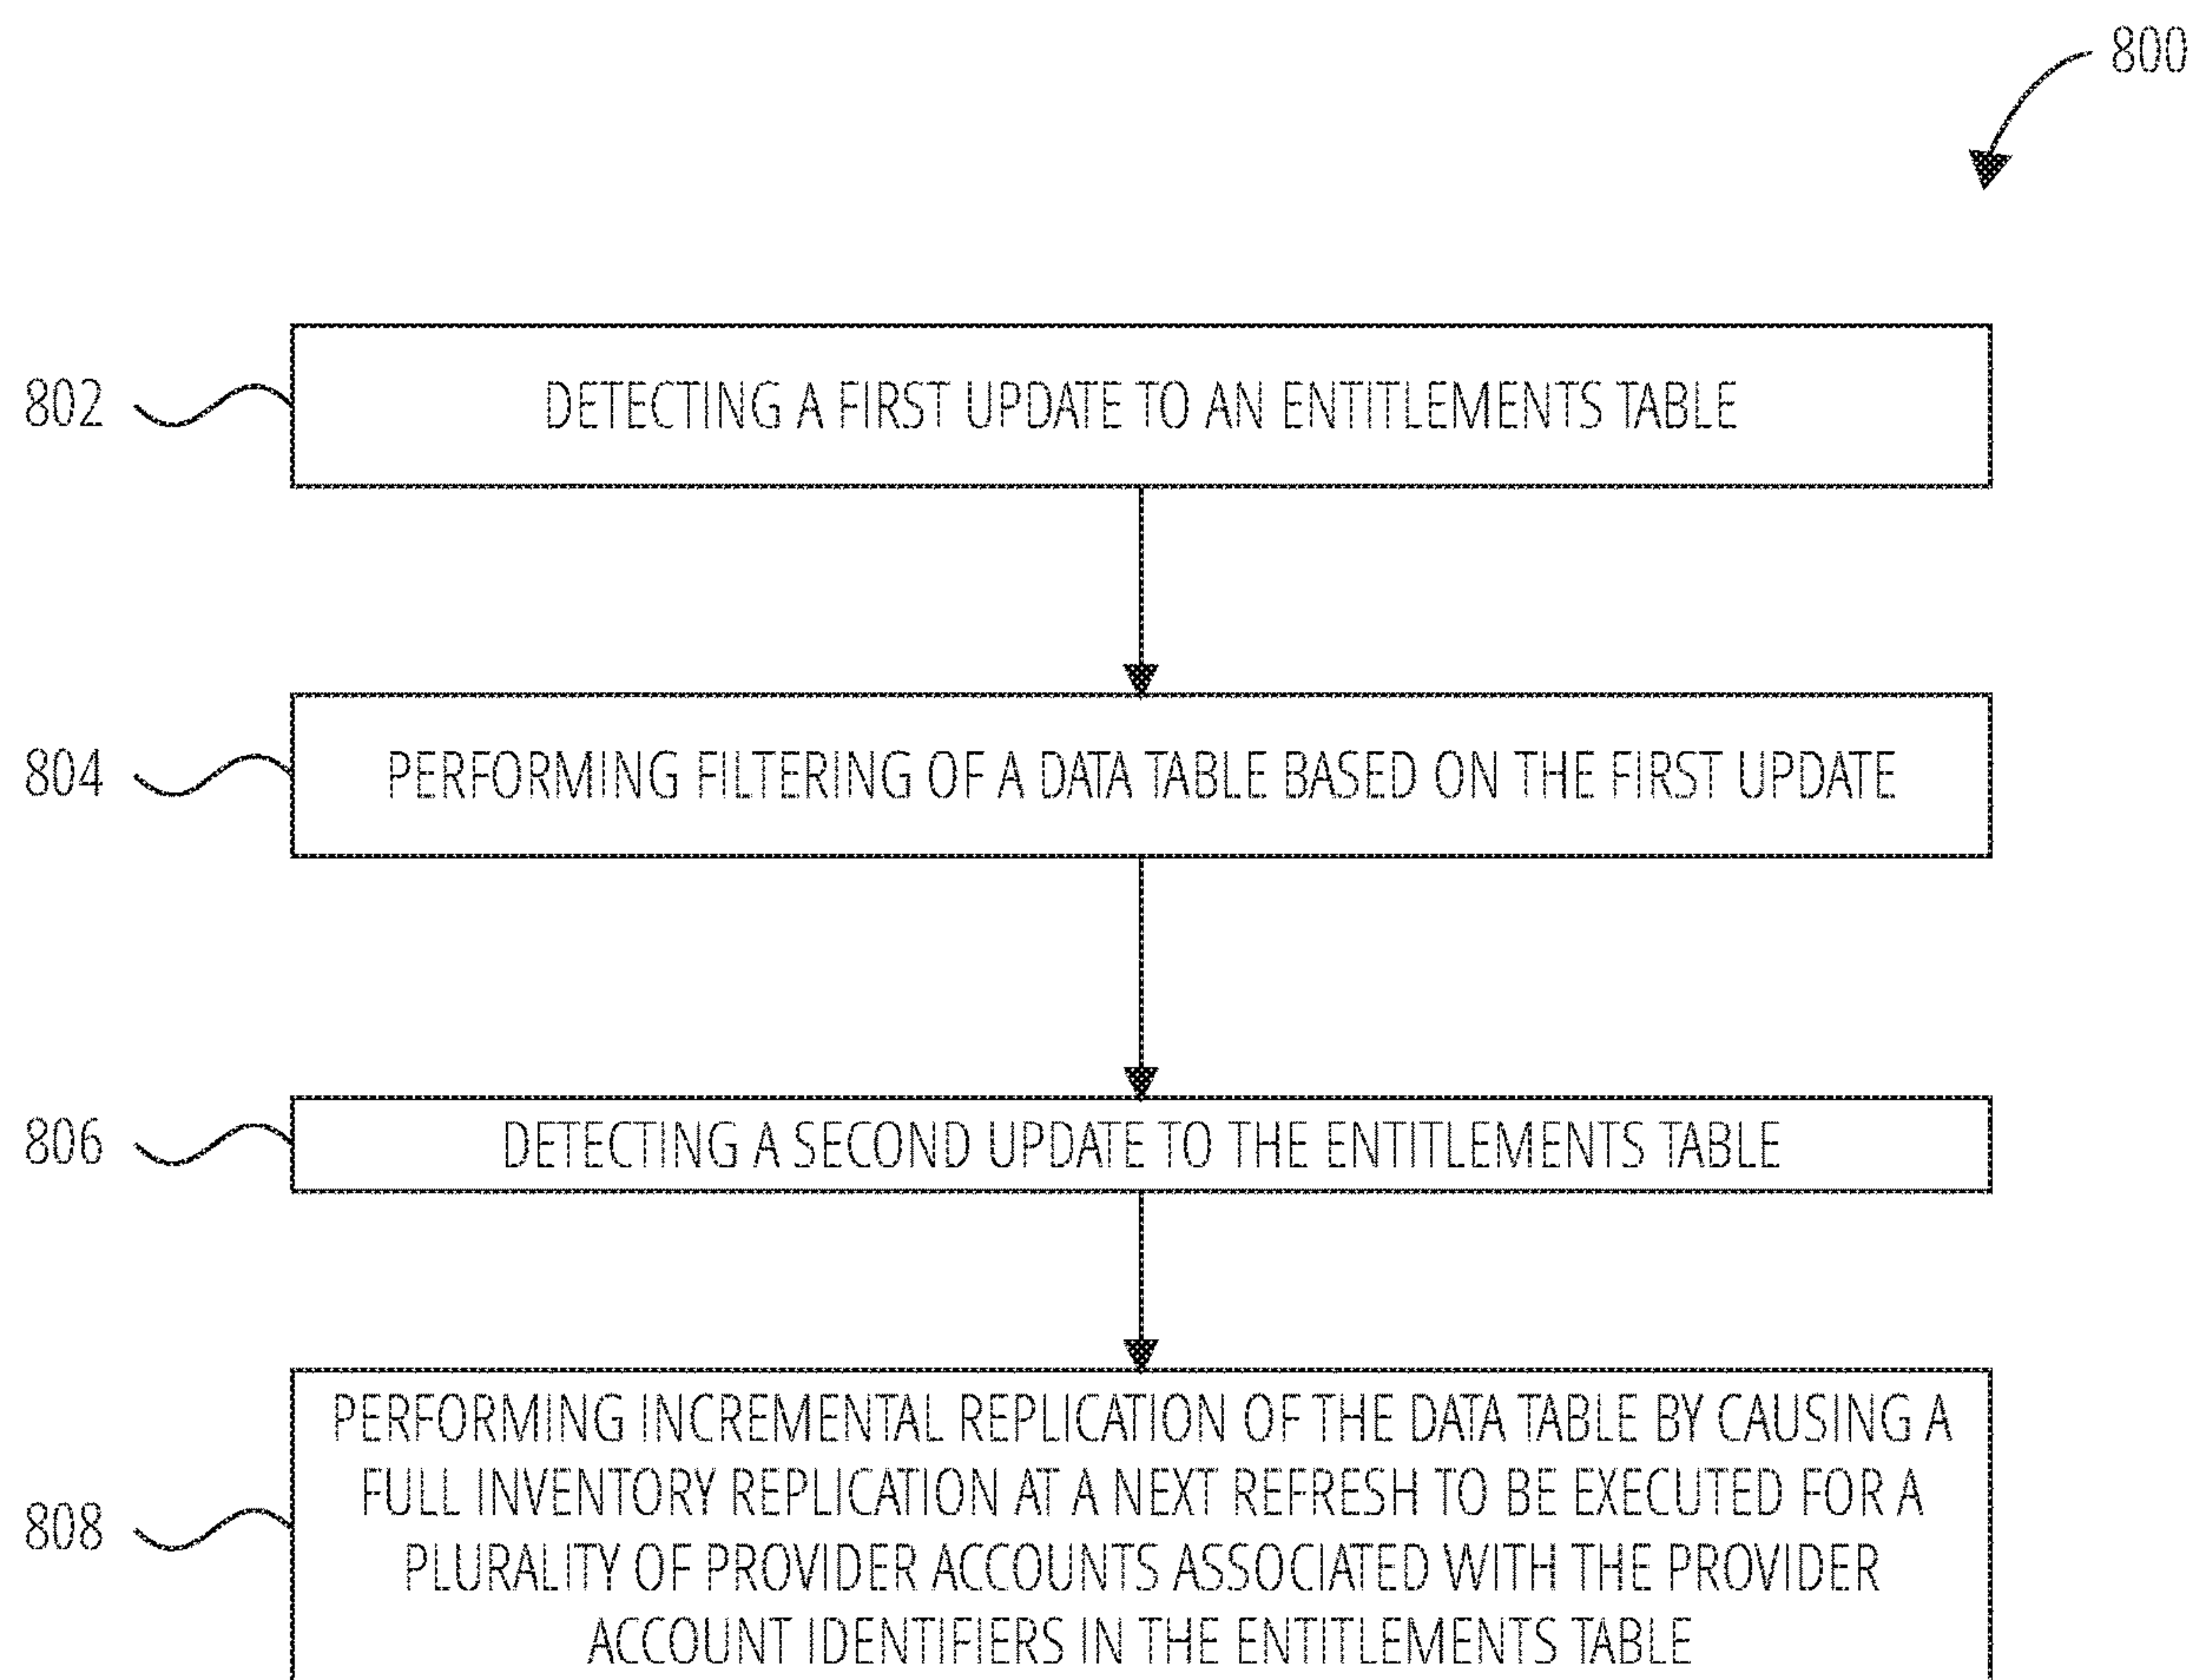 800
802
DETECTING A FIRST UPDATE TO AN ENTITLEMENTS TABLE
804
PERFORMING FILTERING OF A DATA TABLE BASED ON THE FIRST UPDATE
806
DETECTING A SECOND UPDATE TO THE ENTITLEMENTS TABLE
808
PERFORMING INCREMENTAL REPLICATION OF THE DATA TABLE BY CAUSING A
FULL INVENTORY REPLICATION AT A NEXT REFRESH TO BE EXECUTED FOR A
PLURALITY OF PROVIDER ACCOUNTS ASSOCIATED WITH THE PROVIDER
ACCOUNT IDENTIFIERS IN THE ENTITLEMENTS TABLE